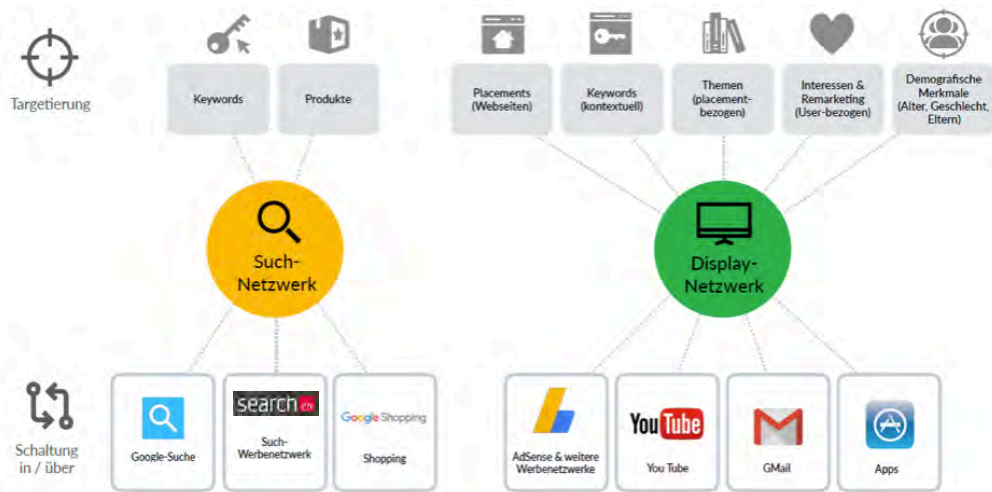 Targetierung
Keywords
Produkte
Placements
(Webseiten)
Keywords
(kontextuell)
Themen
(placement-
bezogen)
Interessen &
Remarketing
(User-bezogen)
Demografische
Merkmale
(Alter, Geschlecht,
Eltern)
Such-
Netzwerk
Display-
Netzwerk
Schaltung
in / über
Google-Suche
search ch
Such-
Werbenetzwerk
Google Shopping
Shopping
AdSense & weitere
Werbenetzwerke
YouTube
You Tube
GMail
Apps